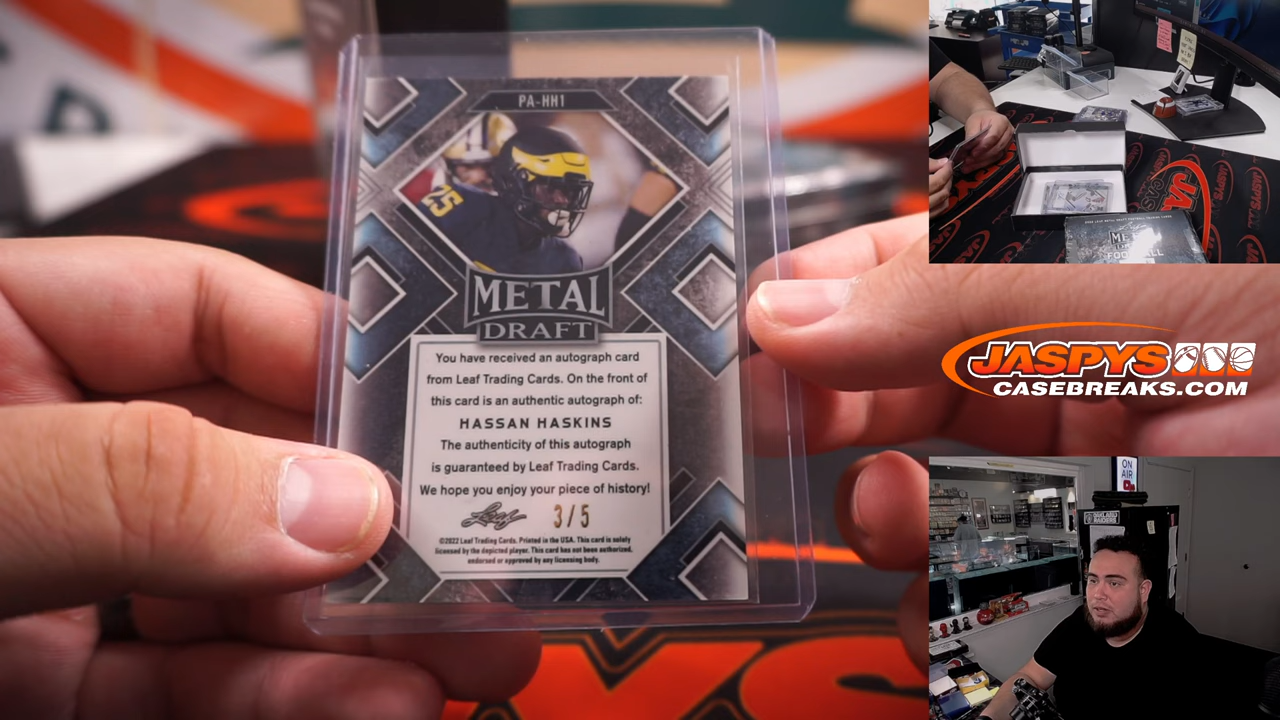 PA-HH1
25
METAL
DRAFT
You have received an autograph card
from Leaf Trading Cards. On the front of
this card is an authentic autograph of:
HASSAN HASKINS
The authenticity of this autograph
is guaranteed by Leaf Trading Cards.
We hope you enjoy your piece of history!
Leaf 3/5
©2022 Leaf Trading Cards. Printed in the USA. This card is solely
licensed by the depicted player. This card has not been authorized,
endorsed or approved by any licensing body.
JASPYS
CASEBREAKS.COM
ON
AIR
OAKLAND
RAIDERS